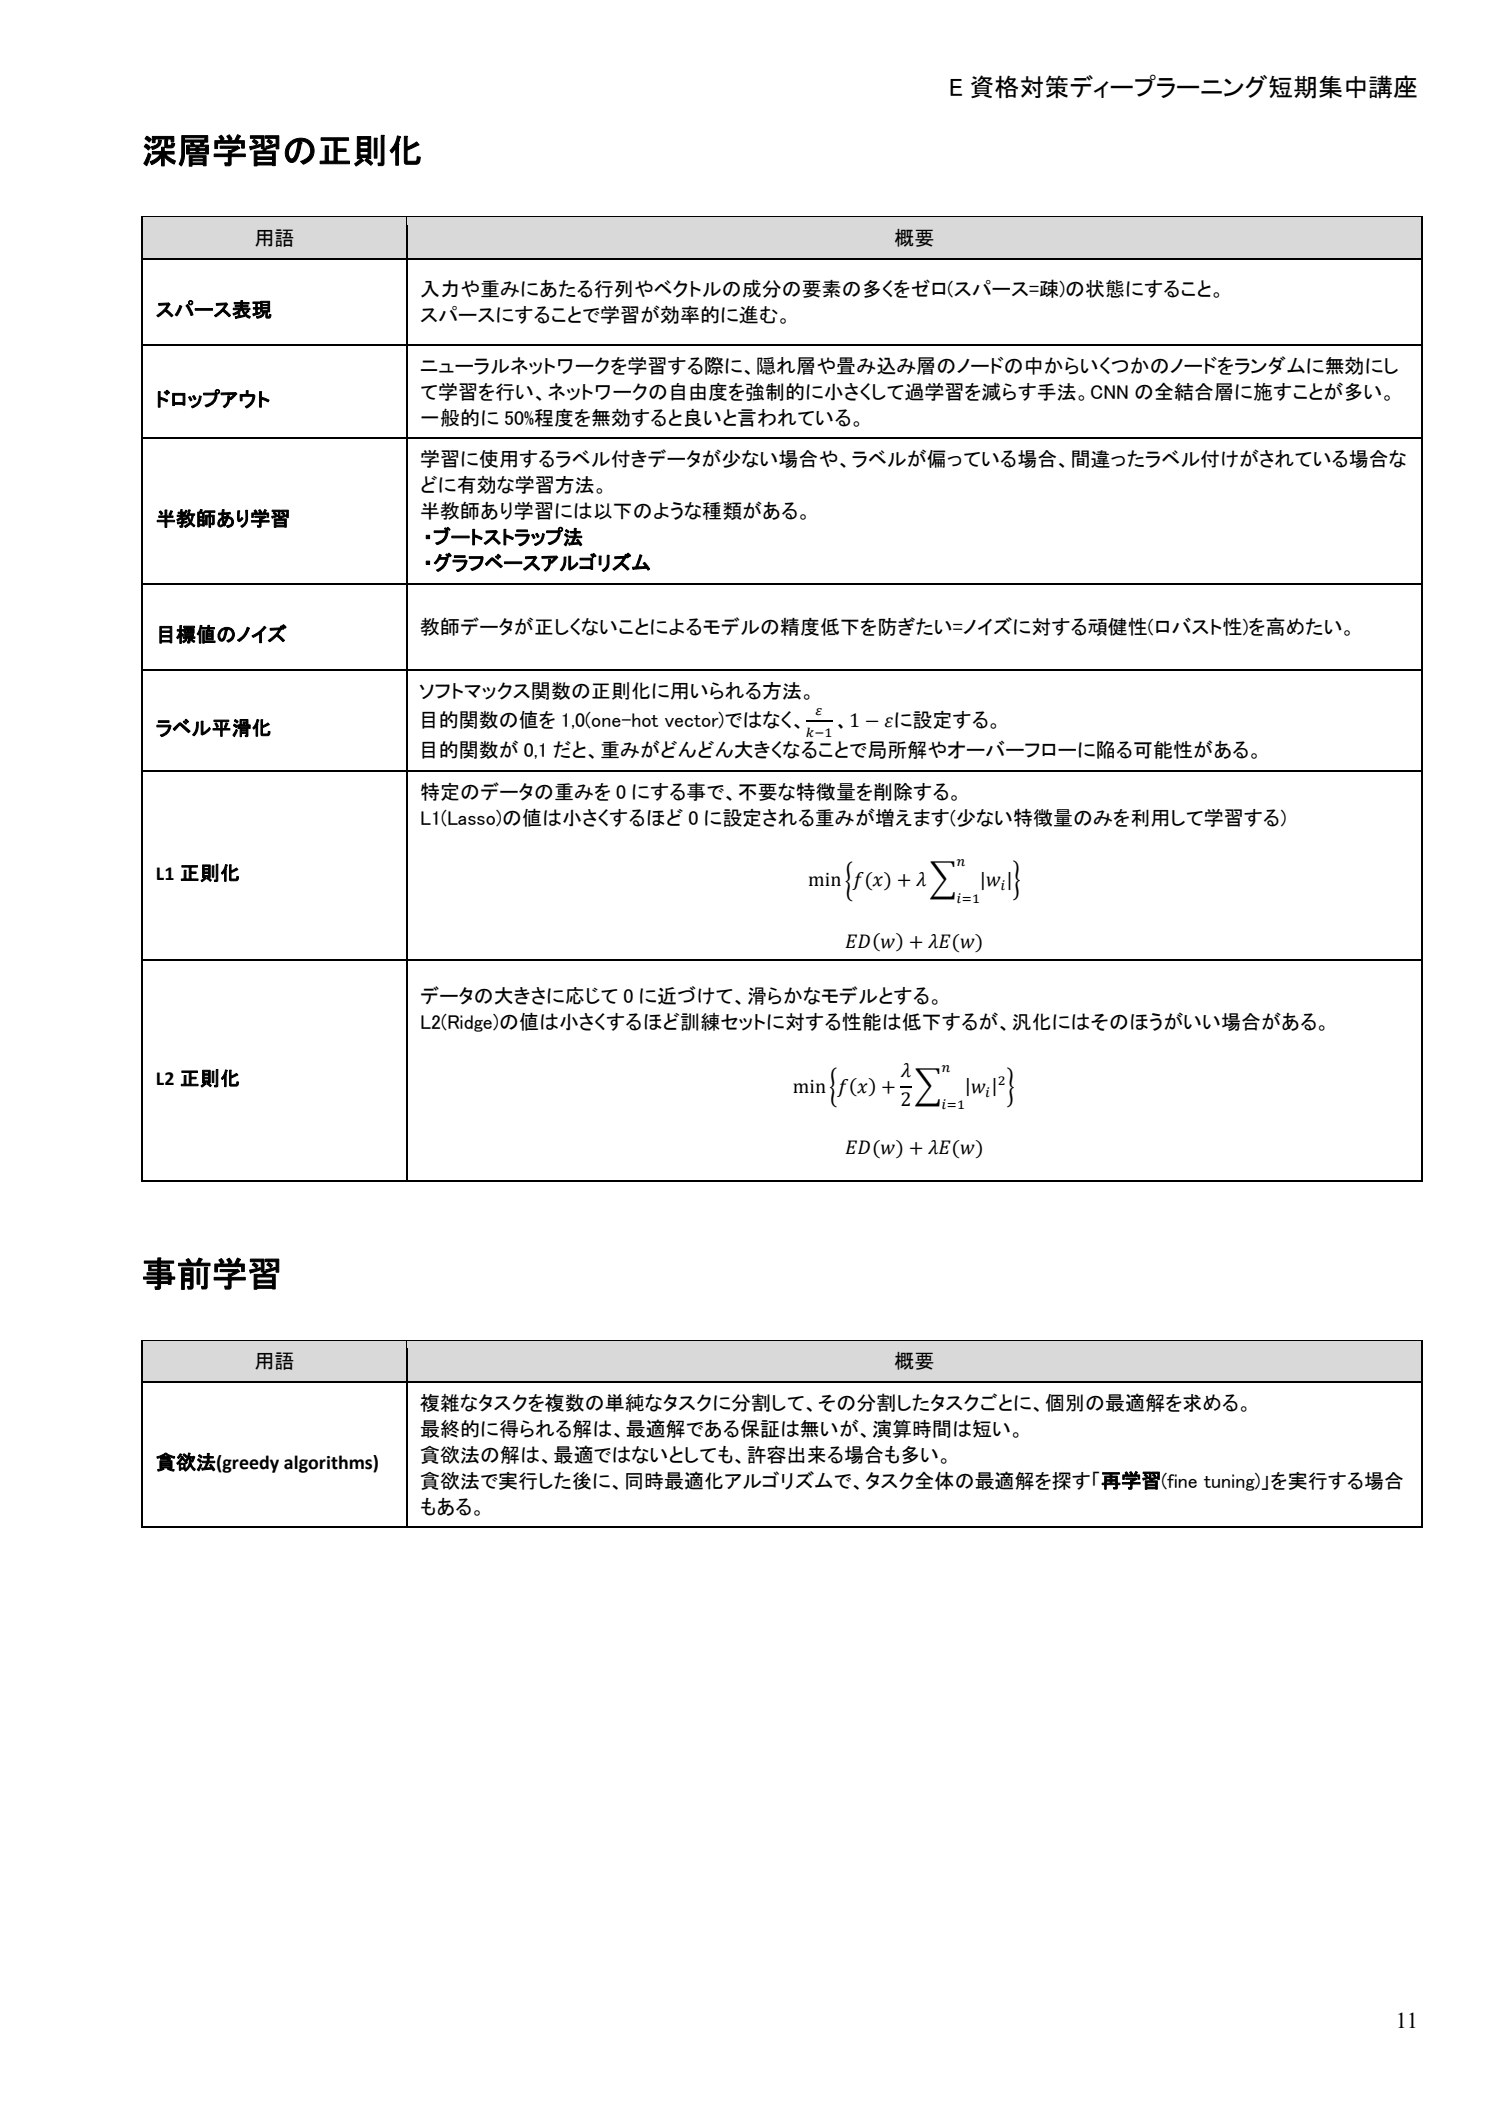 E 資格対策ディープラーニング短期集中講座
深層学習の正則化
用語 概要
スパース表現
入力や重みにあたる行列やベクトルの成分の要素の多くをゼロ(スパース=疎)の状態にすること。
スパースにすることで学習が効率的に進む。
ドロップアウト
ニューラルネットワークを学習する際に、隠れ層や畳み込み層のノードの中からいくつかのノードをランダムに無効にし
て学習を行い、ネットワークの自由度を強制的に小さくして過学習を減らす手法。CNN の全結合層に施すことが多い。
一般的に 50%程度を無効すると良いと言われている。
半教師あり学習
学習に使用するラベル付きデータが少ない場合や、ラベルが偏っている場合、間違ったラベル付けがされている場合な
どに有効な学習方法。
半教師あり学習には以下のような種類がある。
・ブートストラップ法
・グラフベースアルゴリズム
目標値のノイズ
教師データが正しくないことによるモデルの精度低下を防ぎたい=ノイズに対する頑健性(ロバスト性)を高めたい。
ラベル平滑化
ソフトマックス関数の正則化に用いられる方法。
目的関数の値を 1,0(one-hot vector)ではなく、ε/(k−1)、1 − εに設定する。
目的関数が 0,1 だと、重みがどんどん大きくなることで局所解やオーバーフローに陥る可能性がある。
L1 正則化
特定のデータの重みを 0 にする事で、不要な特徴量を削除する。
L1(Lasso)の値は小さくするほど 0 に設定される重みが増えます(少ない特徴量のみを利用して学習する)
min{f(x) + λ∑_{i=1}^{n}|w_i|}
ED(w) + λE(w)
L2 正則化
データの大きさに応じて 0 に近づけて、滑らかなモデルとする。
L2(Ridge)の値は小さくするほど訓練セットに対する性能は低下するが、汎化にはそのほうがいい場合がある。
min{f(x) + λ/2∑_{i=1}^{n}|w_i|^2}
ED(w) + λE(w)
事前学習
用語 概要
貪欲法(greedy algorithms)
複雑なタスクを複数の単純なタスクに分割して、その分割したタスクごとに、個別の最適解を求める。
最終的に得られる解は、最適解である保証は無いが、演算時間は短い。
貪欲法の解は、最適ではないとしても、許容出来る場合も多い。
貪欲法で実行した後に、同時最適化アルゴリズムで、タスク全体の最適解を探す「再学習(fine tuning)」を実行する場合
もある。
11